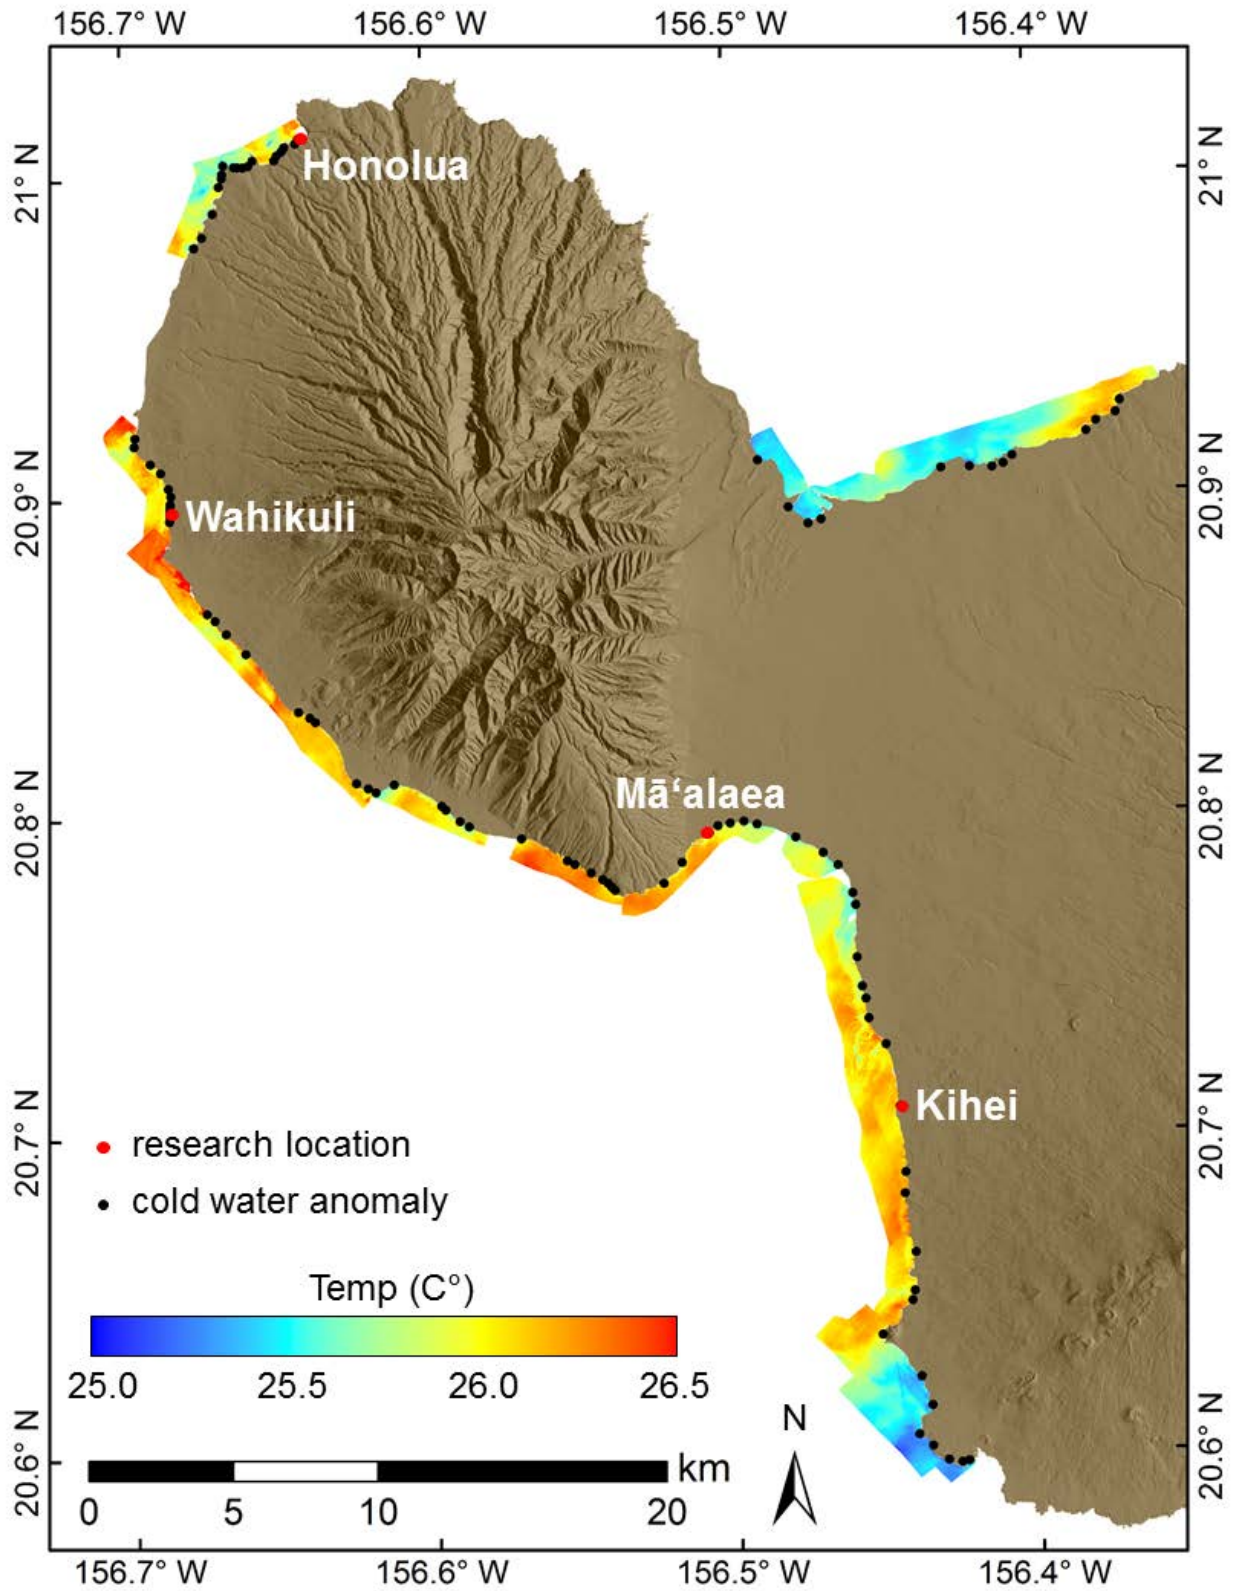 156.7° W 156.6° W 156.5° W 156.4° W
21° N
21° N
Honolua
20.9° N
20.9° N
Wahikuli
20.8° N
20.8° N
Mā‘alaea
Kihei
20.7° N
20.7° N
research location
cold water anomaly
Temp (C°)
25.0 25.5 26.0 26.5
N
20.6° N
20.6° N
km
0 5 10 20
156.7° W 156.6° W 156.5° W 156.4° W